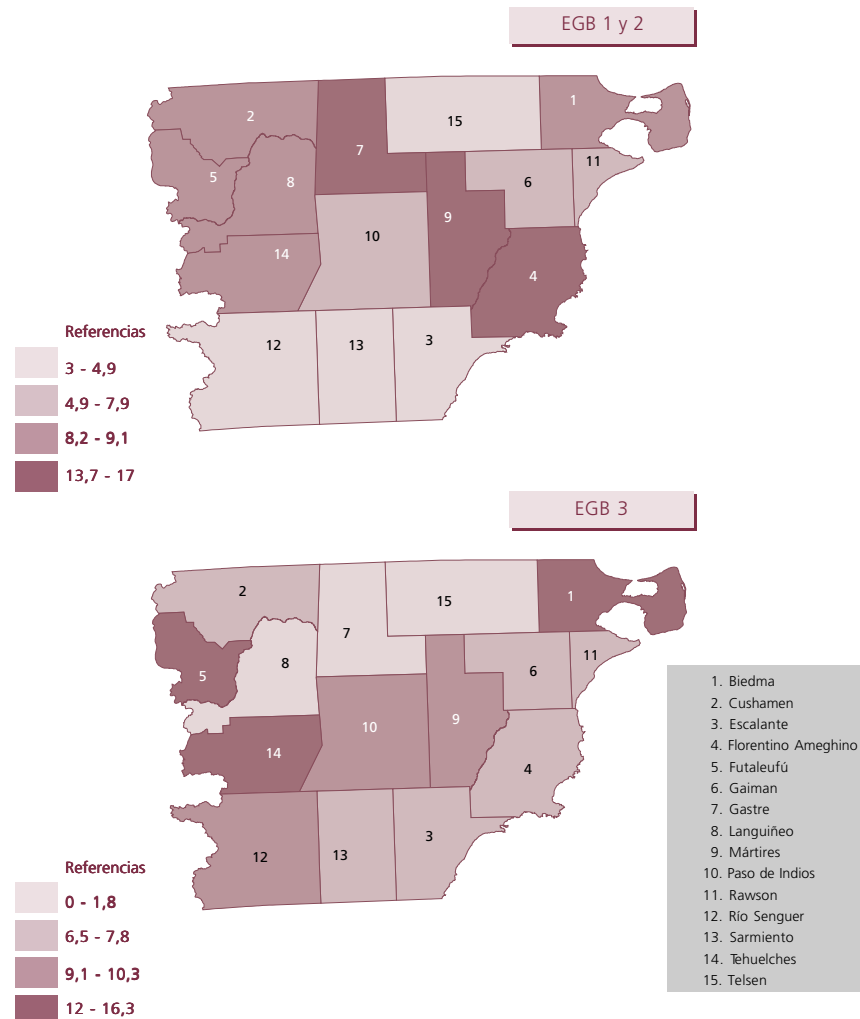 EGB 1 y 2
1
2
15
7
11
5
8
6
9
10
14
4
12
13
3
Referencias
3 - 4,9
4,9 - 7,9
8,2 - 9,1
13,7 - 17
EGB 3
2
15
1
7
11
8
6
5
9
10
14
4
3
12
13
Referencias
0 - 1,8
6,5 - 7,8
9,1 - 10,3
12 - 16,3
1. Biedma
2. Cushamen
3. Escalante
4. Florentino Ameghino
5. Futaleufú
6. Gaiman
7. Gastre
8. Languiñeo
9. Mártires
10. Paso de Indios
11. Rawson
12. Río Senguer
13. Sarmiento
14. Tehuelches
15. Telsen